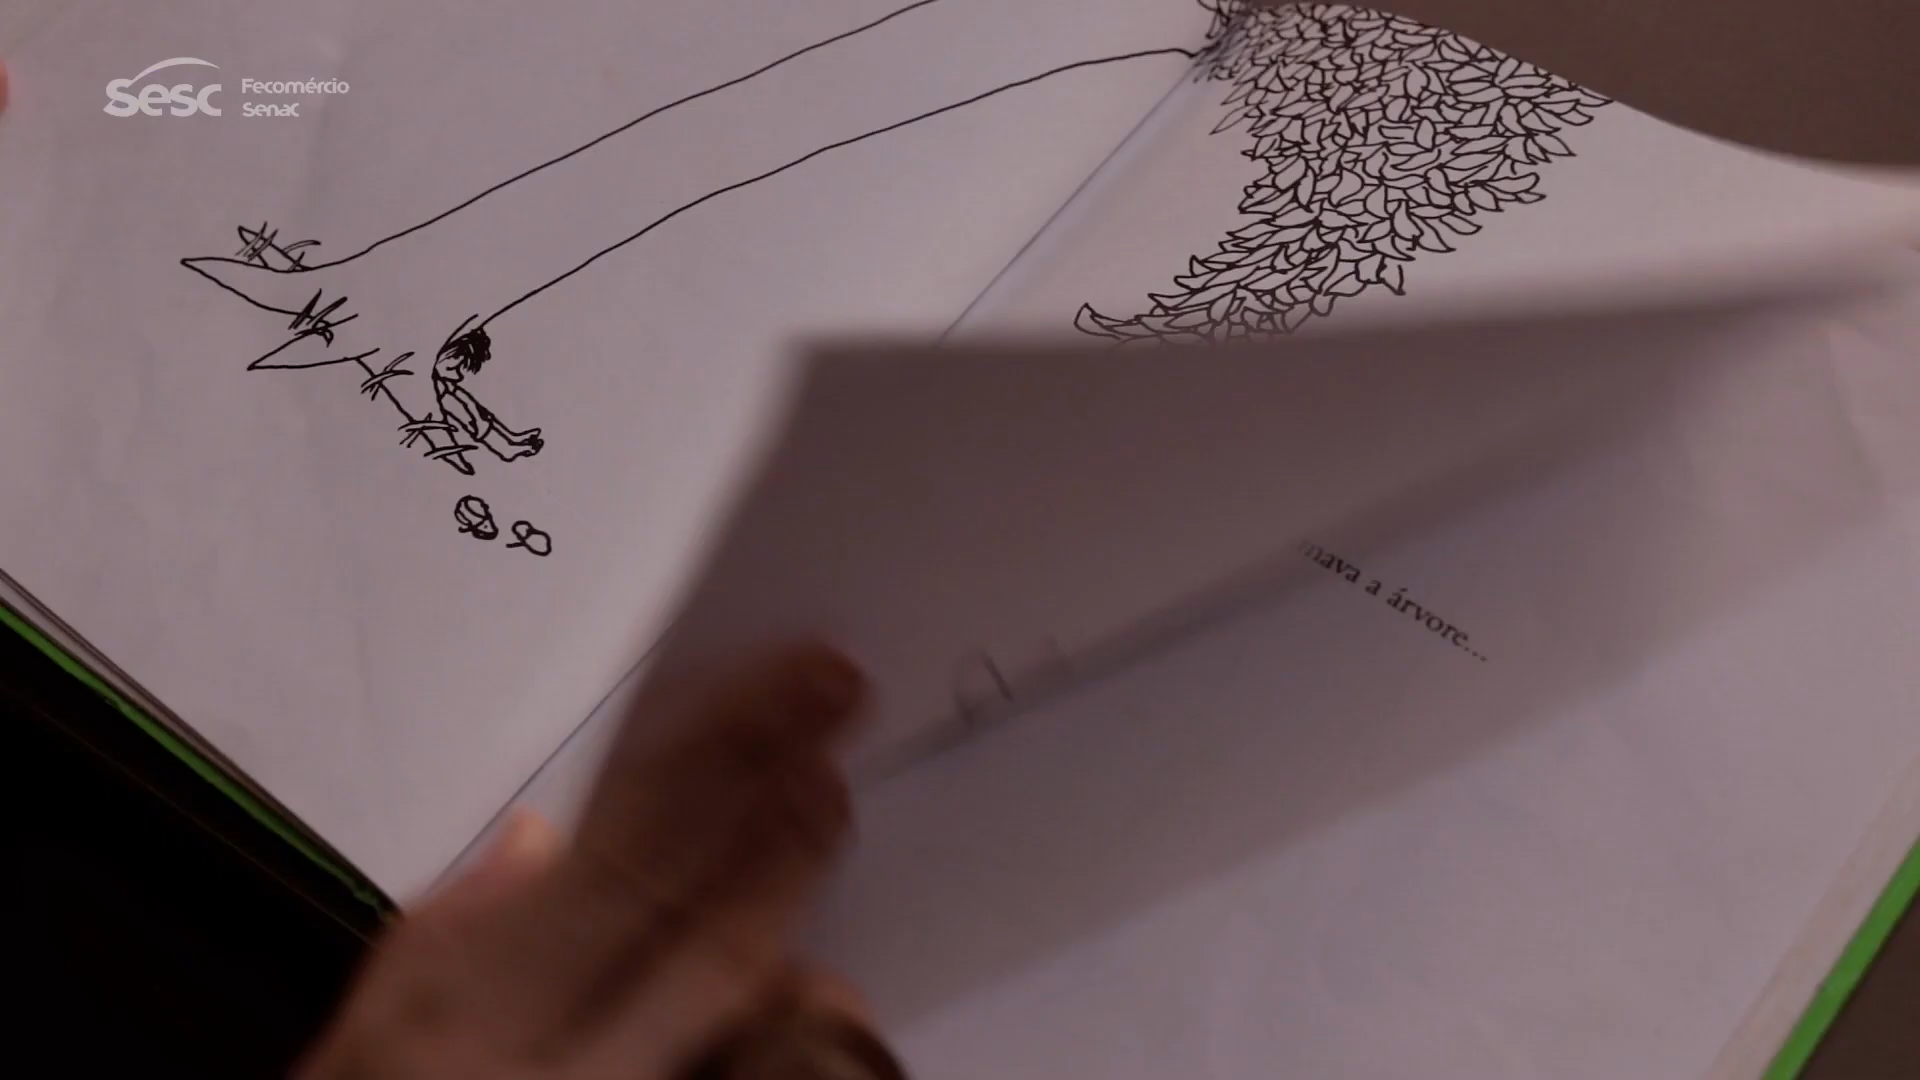 Sesc
Fecomércio
Senac
mava a árvore...